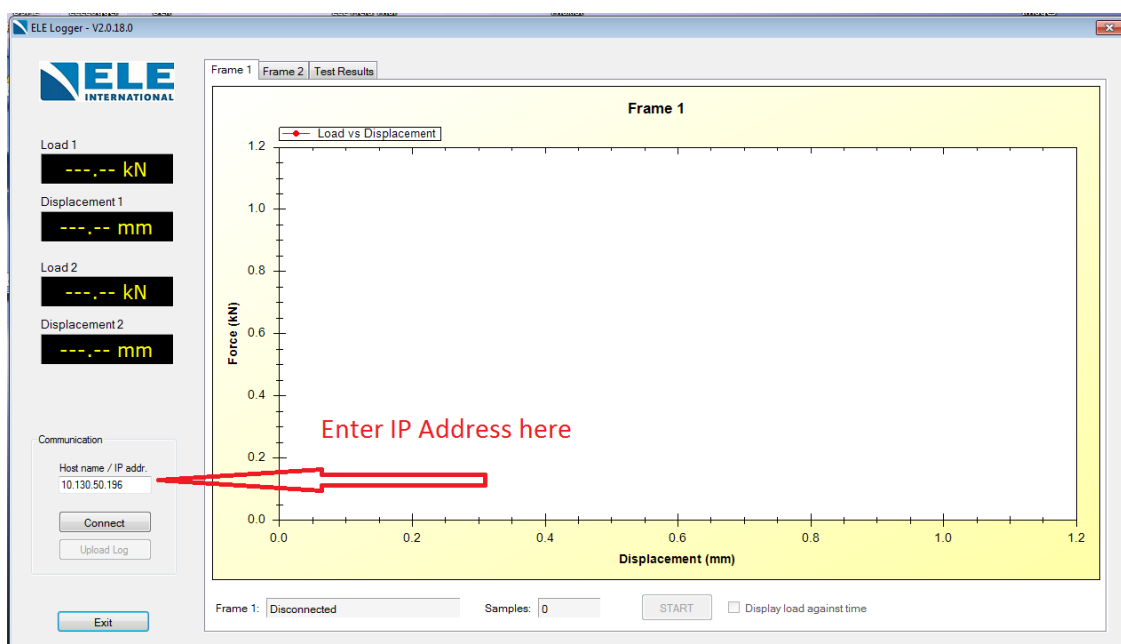 ELE Logger - V2.0.18.0
ELE
INTERNATIONAL
Frame 1 Frame 2 Test Results
Frame 1
Load vs Displacement
Load 1
---.-- kN
Displacement 1
---.-- mm
Load 2
---.-- kN
Displacement 2
---.-- mm
1.2
1.0
0.8
0.6
0.4
0.2
0.0
Force (kN)
0.0 0.2 0.4 0.6 0.8 1.0 1.2
Displacement (mm)
Enter IP Address here
Communication
Host name / IP addr.
10.130.50.196
Connect
Upload Log
Exit
Frame 1: Disconnected Samples: 0 START Display load against time